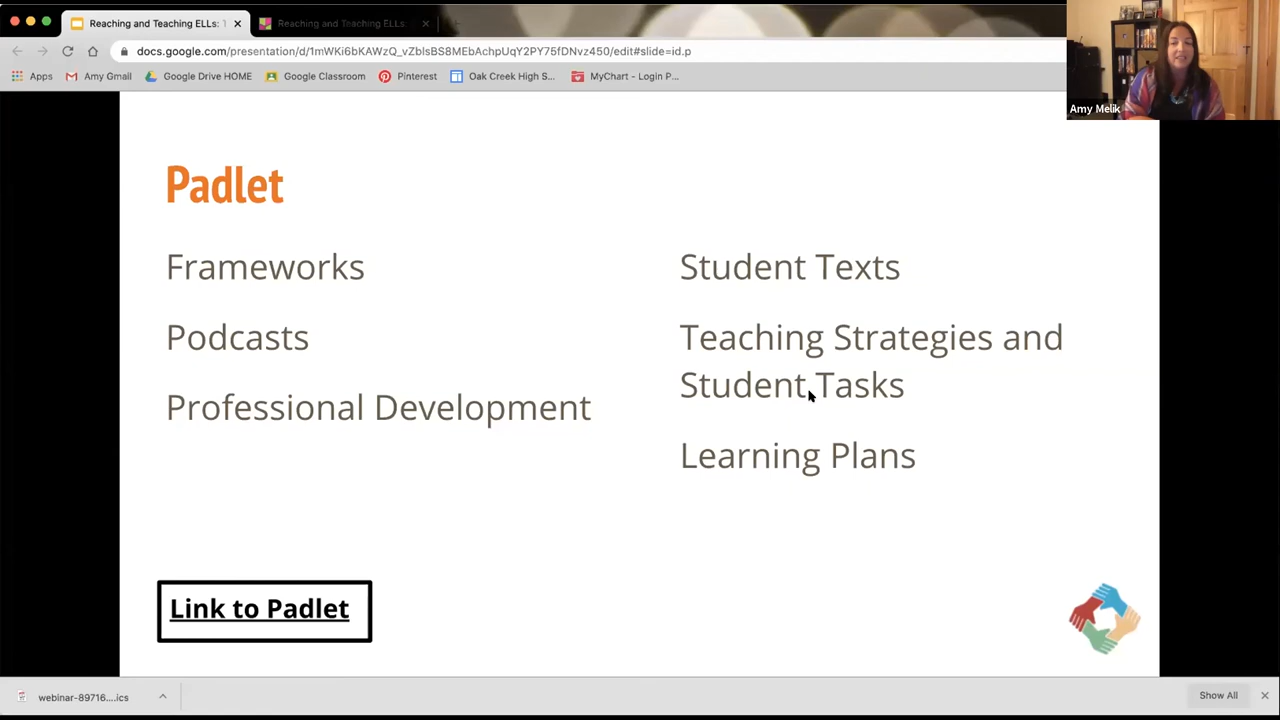 Reaching and Teaching ELLs: T
Reaching and Tnaching ELLs:
docs.google.com/presentation/d/1mWKi6bKAWzQ_vZblsBS8MEbAchpUqY2PY75fDNvz450/edit#slide=id.p
Apps
Amy Gmail
Google Drive HOME
Google Classroom
Pinterest
Oak Creek High S...
MyChart - Login P...
Amy Melik
Padlet
Frameworks
Podcasts
Professional Development
Student Texts
Teaching Strategies and
Student Tasks
Learning Plans
Link to Padlet
webinar-89716....ics
Show All